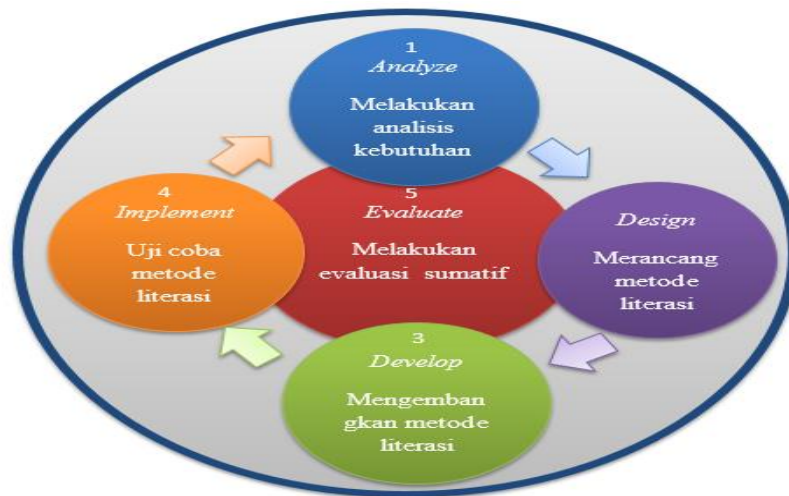 1
Analyze
Melakukan
analisis
kebutuhan
Design
Merancang
metode
literasi
3
Develop
Mengemban
gkan metode
literasi
4
Implement
Uji coba
metode
literasi
5
Evaluate
Melakukan
evaluasi sumatif